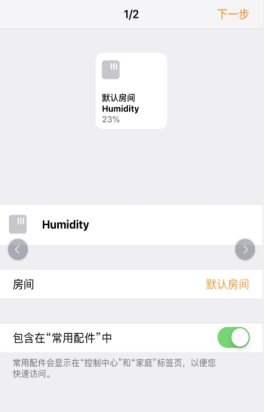 1/2
下一步
默认房间
Humidity
23%
Humidity
房间
默认房间
包含在“常用配件”中
常用配件会显示在“控制中心”和“家庭”标签页，以便您
快速访问。